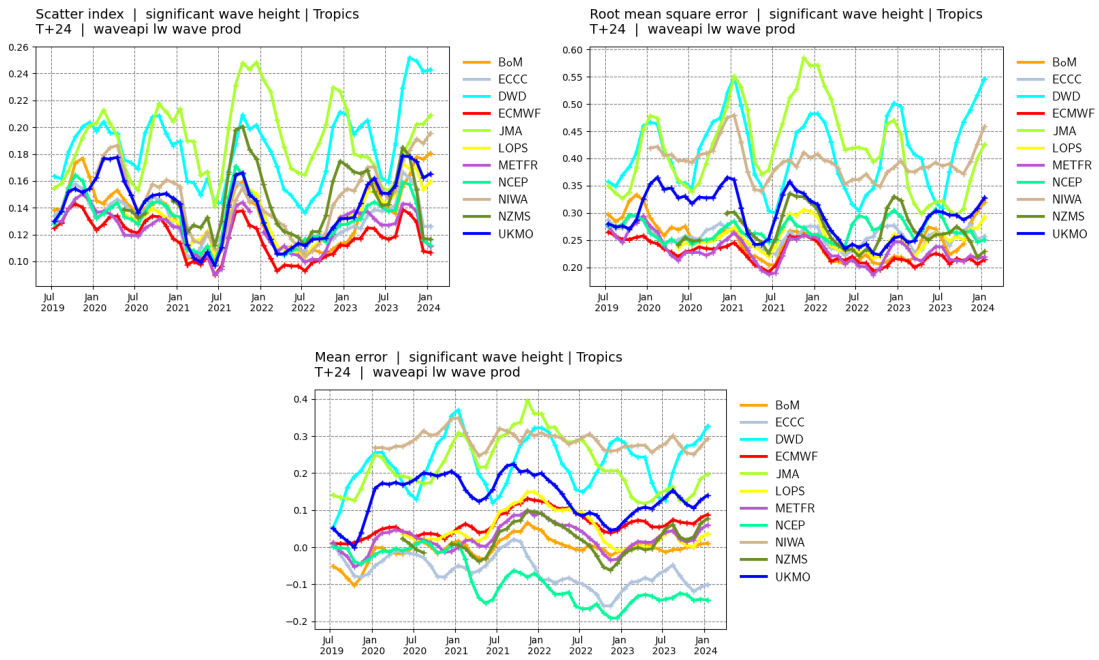 Scatter index | significant wave height | Tropics
T+24 | waveapi lw wave prod
0.26
0.24
0.22
0.20
0.18
0.16
0.14
0.12
0.10
Jul 2019
Jan 2020
Jul 2020
Jan 2021
Jul 2021
Jan 2022
Jul 2022
Jan 2023
Jul 2023
Jan 2024
BoM
ECCC
DWD
ECMWF
JMA
LOPS
METFR
NCEP
NIWA
NZMS
UKMO
Root mean square error | significant wave height | Tropics
T+24 | waveapi lw wave prod
0.60
0.55
0.50
0.45
0.40
0.35
0.30
0.25
0.20
Jul 2019
Jan 2020
Jul 2020
Jan 2021
Jul 2021
Jan 2022
Jul 2022
Jan 2023
Jul 2023
Jan 2024
BoM
ECCC
DWD
ECMWF
JMA
LOPS
METFR
NCEP
NIWA
NZMS
UKMO
Mean error | significant wave height | Tropics
T+24 | waveapi lw wave prod
0.4
0.3
0.2
0.1
0.0
−0.1
−0.2
Jul 2019
Jan 2020
Jul 2020
Jan 2021
Jul 2021
Jan 2022
Jul 2022
Jan 2023
Jul 2023
Jan 2024
BoM
ECCC
DWD
ECMWF
JMA
LOPS
METFR
NCEP
NIWA
NZMS
UKMO